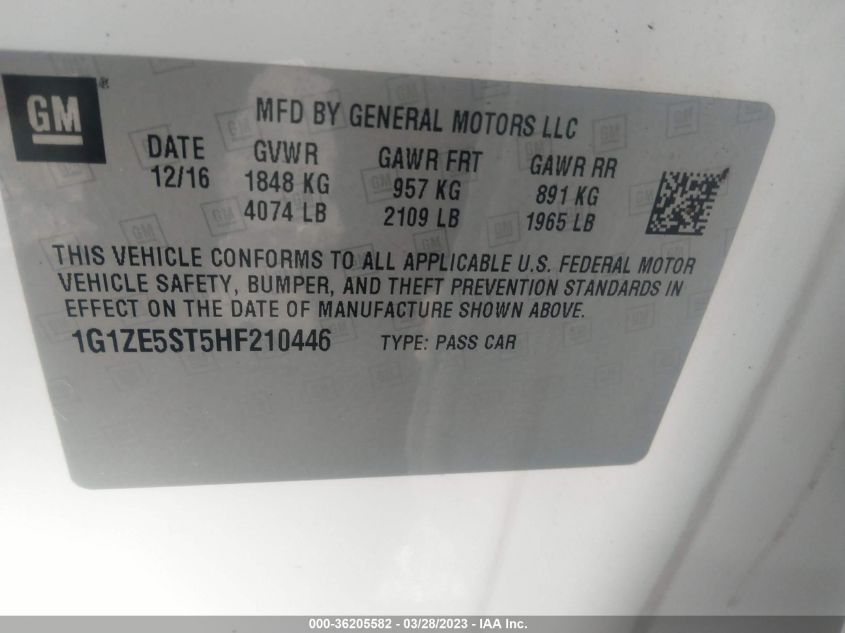 GM ®
MFD BY GENERAL MOTORS LLC
DATE GVWR GAWR FRT GAWR RR
12/16 1848 KG 957 KG 891 KG
4074 LB 2109 LB 1965 LB
THIS VEHICLE CONFORMS TO ALL APPLICABLE U.S. FEDERAL MOTOR
VEHICLE SAFETY, BUMPER, AND THEFT PREVENTION STANDARDS IN
EFFECT ON THE DATE OF MANUFACTURE SHOWN ABOVE.
1G1ZE5ST5HF210446 TYPE: PASS CAR
000-36205582 — 03/28/2023 — IAA Inc.